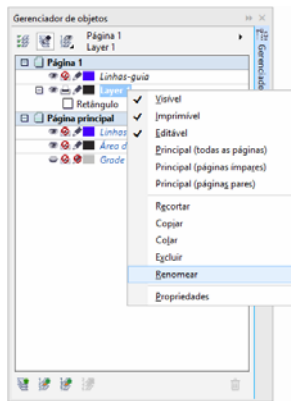 Gerenciador de objetos
Página 1
Layer 1
Página 1
Linhas-guia
Layer 1
Retângulo
Página principal
Linhas
Área d
Grade
Visível
Imprimível
Editável
Principal (todas as páginas)
Principal (páginas ímpares)
Principal (páginas pares)
Recortar
Copiar
Colar
Excluir
Renomear
Propriedades
Gerenciado